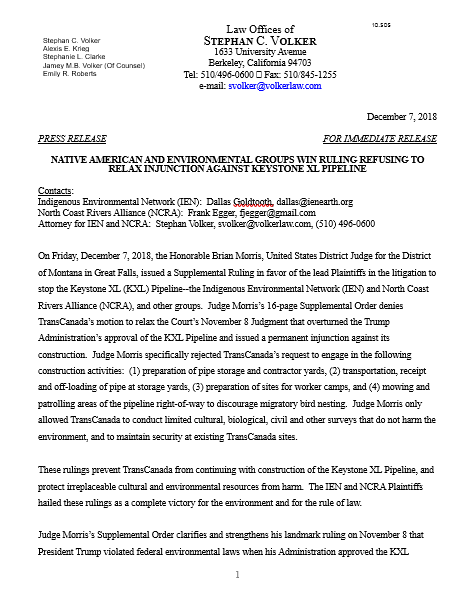 10.505
Law Offices of
STEPHAN C. VOLKER
1633 University Avenue
Berkeley, California 94703
Tel: 510/496-0600 □ Fax: 510/845-1255
e-mail: svolker@volkerlaw.com
Stephan C. Volker
Alexis E. Krieg
Stephanie L. Clarke
Jamey M.B. Volker (Of Counsel)
Emily R. Roberts
December 7, 2018
PRESS RELEASE FOR IMMEDIATE RELEASE
NATIVE AMERICAN AND ENVIRONMENTAL GROUPS WIN RULING REFUSING TO
RELAX INJUNCTION AGAINST KEYSTONE XL PIPELINE
Contacts:
Indigenous Environmental Network (IEN): Dallas Goldtooth, dallas@ienearth.org
North Coast Rivers Alliance (NCRA): Frank Egger, fjegger@gmail.com
Attorney for IEN and NCRA: Stephan Volker, svolker@volkerlaw.com, (510) 496-0600
On Friday, December 7, 2018, the Honorable Brian Morris, United States District Judge for the District
of Montana in Great Falls, issued a Supplemental Ruling in favor of the lead Plaintiffs in the litigation to
stop the Keystone XL (KXL) Pipeline--the Indigenous Environmental Network (IEN) and North Coast
Rivers Alliance (NCRA), and other groups. Judge Morris's 16-page Supplemental Order denies
TransCanada's motion to relax the Court's November 8 Judgment that overturned the Trump
Administration's approval of the KXL Pipeline and issued a permanent injunction against its
construction. Judge Morris specifically rejected TransCanada's request to engage in the following
construction activities: (1) preparation of pipe storage and contractor yards, (2) transportation, receipt
and off-loading of pipe at storage yards, (3) preparation of sites for worker camps, and (4) mowing and
patrolling areas of the pipeline right-of-way to discourage migratory bird nesting. Judge Morris only
allowed TransCanada to conduct limited cultural, biological, civil and other surveys that do not harm the
environment, and to maintain security at existing TransCanada sites.
These rulings prevent TransCanada from continuing with construction of the Keystone XL Pipeline, and
protect irreplaceable cultural and environmental resources from harm. The IEN and NCRA Plaintiffs
hailed these rulings as a complete victory for the environment and for the rule of law.
Judge Morris's Supplemental Order clarifies and strengthens his landmark ruling on November 8 that
President Trump violated federal environmental laws when his Administration approved the KXL
1